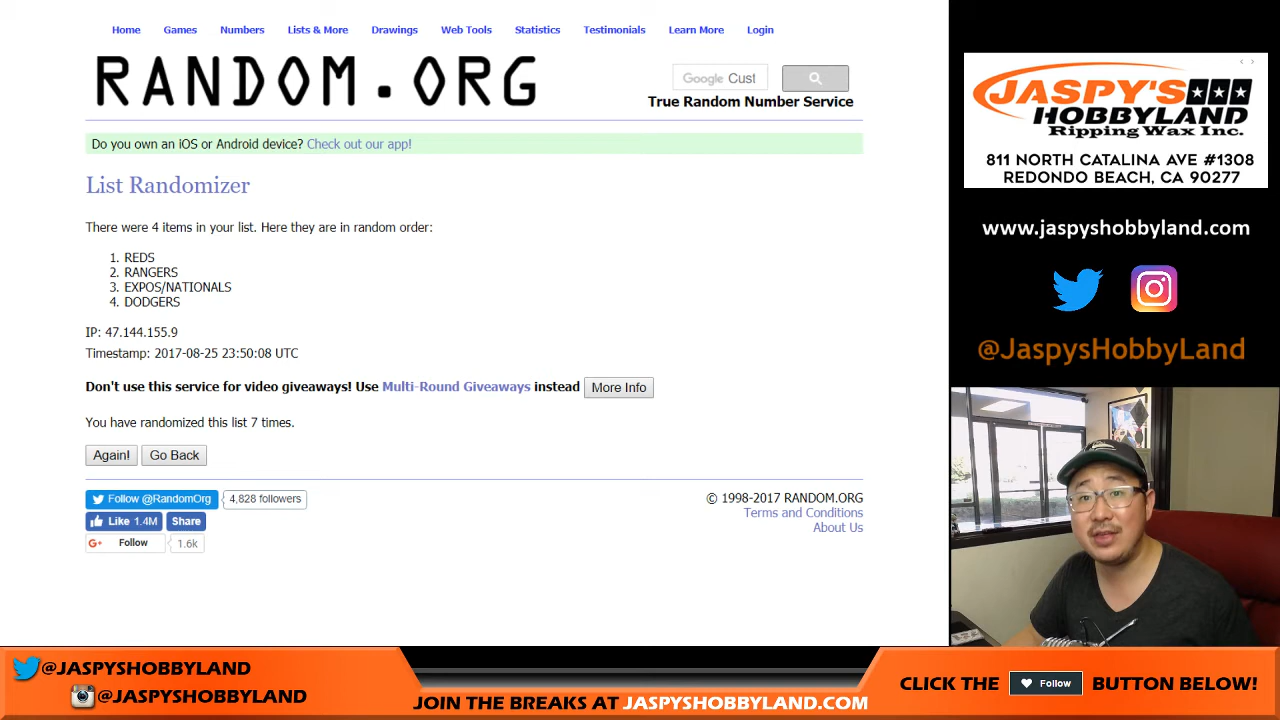 Home Games Numbers Lists & More Drawings Web Tools Statistics Testimonials Learn More Login
RANDOM.ORG
Google Cust
True Random Number Service
Do you own an iOS or Android device? Check out our app!
List Randomizer
There were 4 items in your list. Here they are in random order:
1. REDS
2. RANGERS
3. EXPOS/NATIONALS
4. DODGERS
IP: 47.144.155.9
Timestamp: 2017-08-25 23:50:08 UTC
Don't use this service for video giveaways! Use Multi-Round Giveaways instead More Info
You have randomized this list 7 times.
Again! Go Back
Follow @RandomOrg 4,828 followers
Like 1.4M Share
G+ Follow 1.6k
© 1998-2017 RANDOM.ORG
Terms and Conditions
About Us
JASPY'S
HOBBYLAND
Ripping Wax Inc.
811 NORTH CATALINA AVE #1308
REDONDO BEACH, CA 90277
www.jaspyshobbyland.com
@JaspysHobbyLand
@JASPYSHOBBYLAND
@JASPYSHOBBYLAND
JOIN THE BREAKS AT JASPYSHOBBYLAND.COM
CLICK THE Follow BUTTON BELOW!